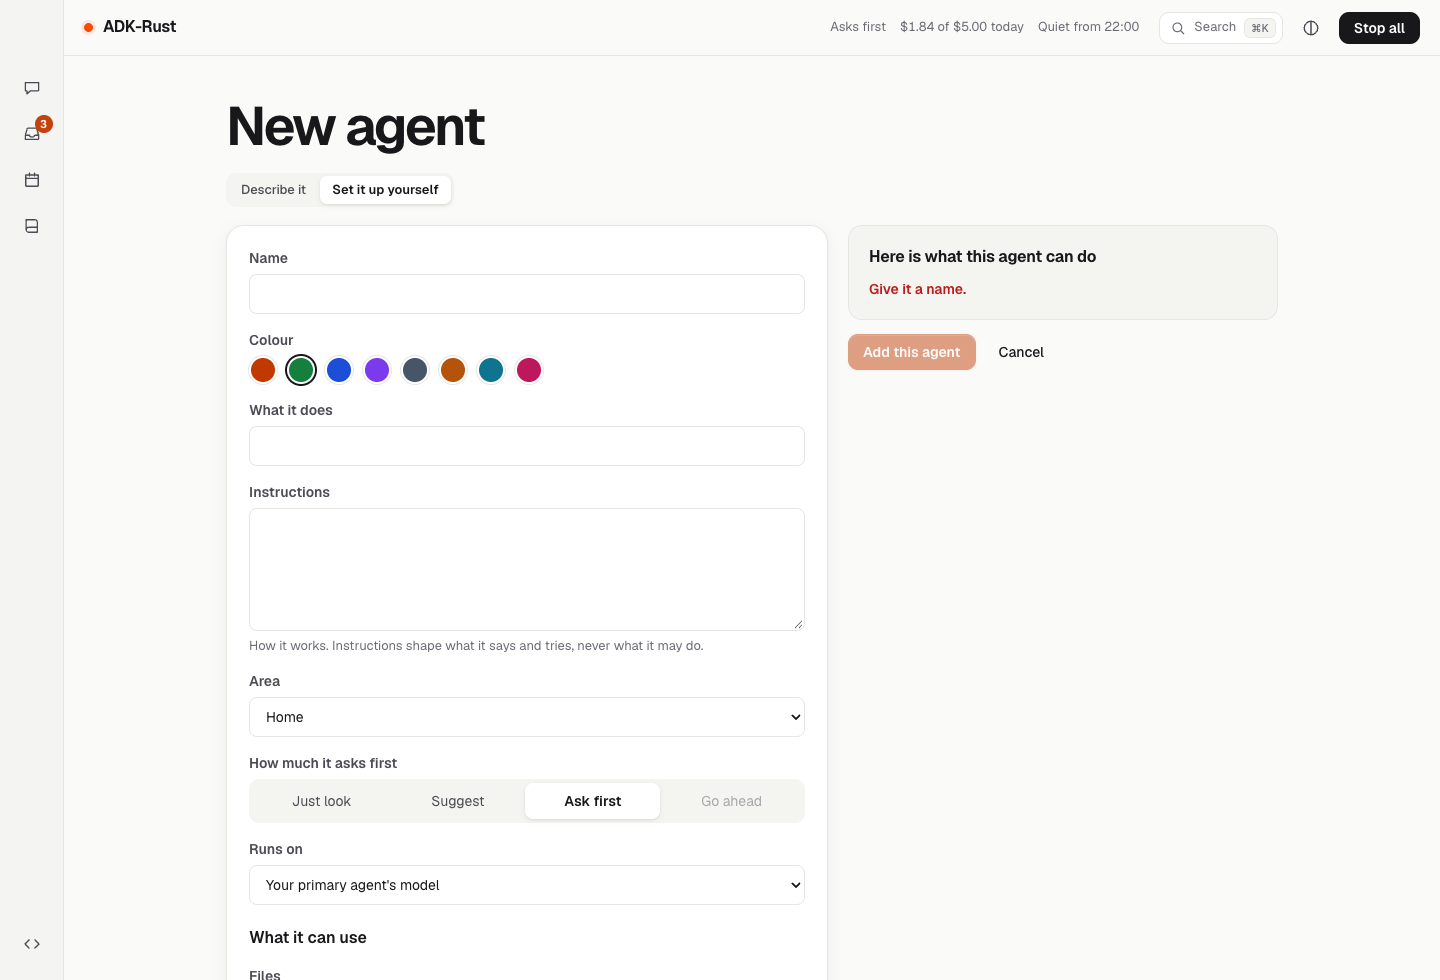 ADK-Rust
Asks first
$1.84 of $5.00 today
Quiet from 22:00
Search
⌘K
Stop all
3
New agent
Describe it
Set it up yourself
Name
Colour
What it does
Instructions
How it works. Instructions shape what it says and tries, never what it may do.
Area
Home
How much it asks first
Just look
Suggest
Ask first
Go ahead
Runs on
Your primary agent's model
What it can use
Files
Here is what this agent can do
Give it a name.
Add this agent
Cancel